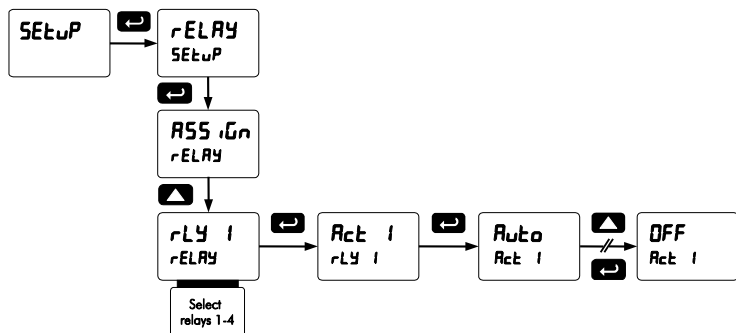 SEtuP
rELAY
SEtuP
ASSiGn
rELAY
rLY 1
rELAY
Act 1
rLY 1
Auto
Act 1
OFF
Act 1
Select
relays 1-4